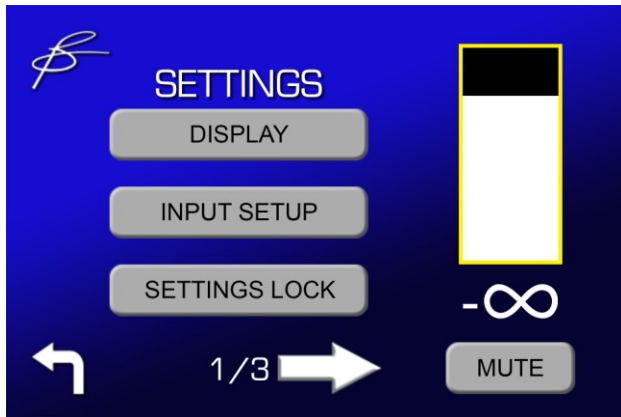 SETTINGS
DISPLAY
INPUT SETUP
SETTINGS LOCK
-∞
1/3
MUTE